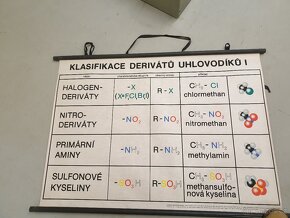 KLASIFIKACE DERIVÁTŮ UHLOVODÍKŮ I
HALOGEN-
DERIVÁTY
-X
(X=F,Cl,Br,I)
R - X
CH₃- Cl
chlormethan
NITRO-
DERIVÁTY
-NO₂
R-NO₂
CH₃-NO₂
nitromethan
PRIMÁRNÍ
AMINY
-NH₂
R-NH₂
CH₃-NH₂
methylamin
SULFONOVÉ
KYSELINY
-SO₃H
R-SO₃H
CH₃-SO₃H
methansulfo-
nová kyselina